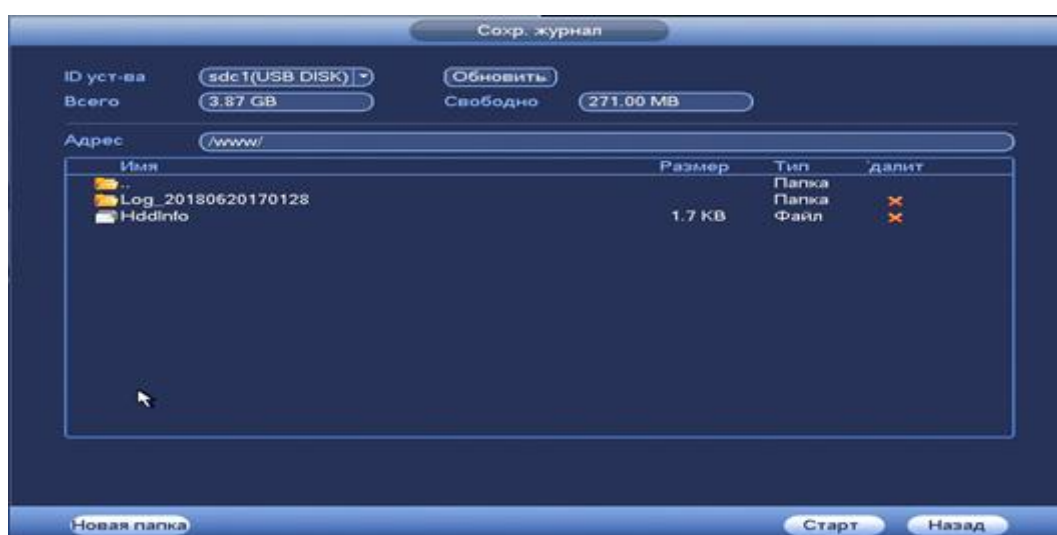 Сохр. журнал
ID уст-ва sdc1(USB DISK) Обновить
Всего 3.87 GB Свободно 271.00 MB
Адрес /www/
Имя Размер Тип далит
.. Папка
Log_20180620170128 Папка
HddInfo 1.7 KB Файл
Новая папка Старт Назад